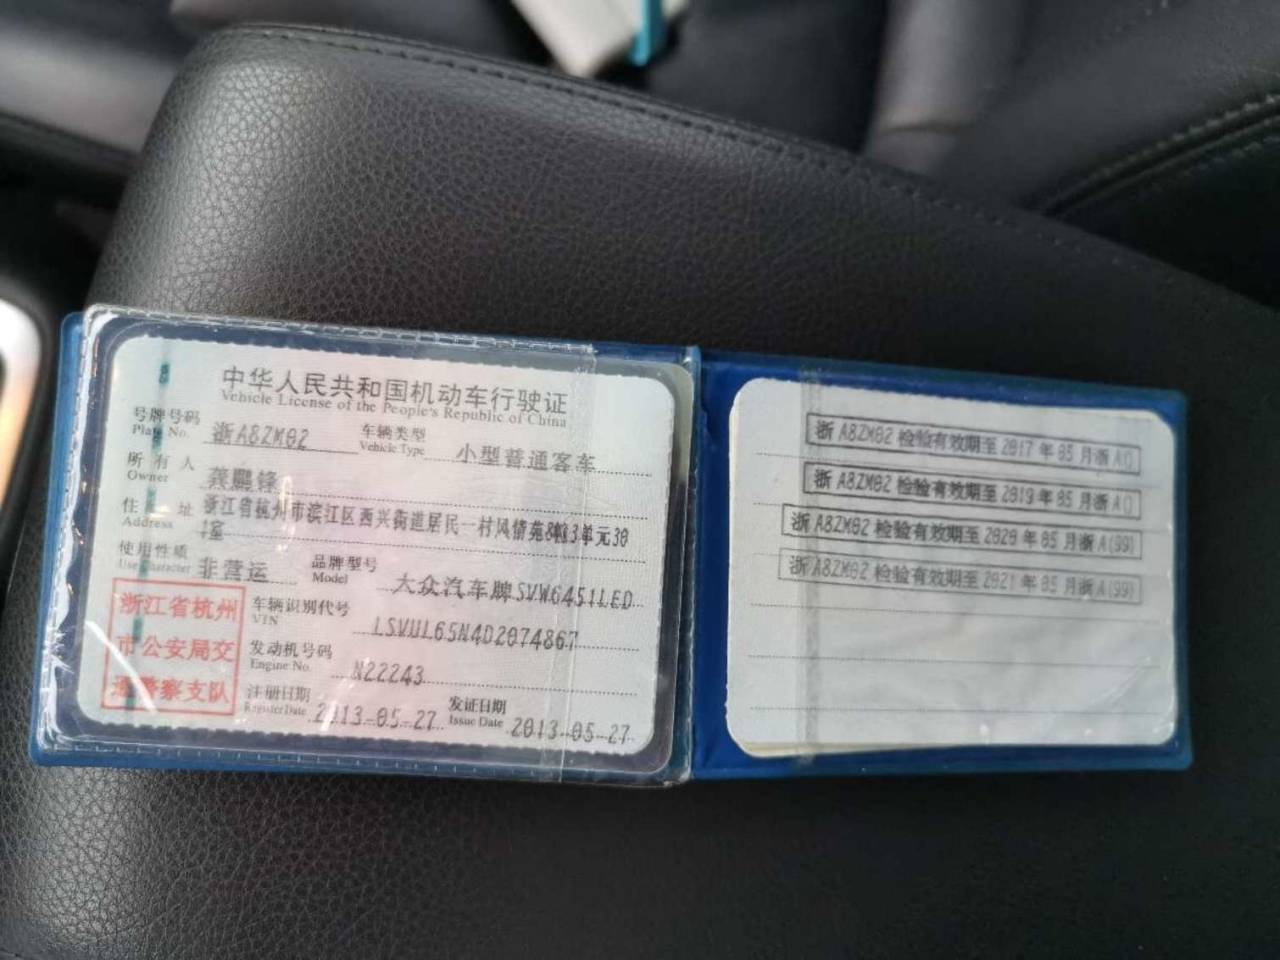 中华人民共和国机动车行驶证
Vehicle License of the People's Republic of China
号牌号码 浙A8ZM02 车辆类型 小型普通客车
Plate No. Vehicle Type
所有人 龚鹏锋
Owner
住址 浙江省杭州市滨江区西兴街道居民一村风情苑8幢3单元30
Address 1室
使用性质 非营运 品牌型号 大众汽车牌SVW6451LED
Use Character Model
浙江省杭州
市公安局交
通警察支队
车辆识别代号 LSVUL65N4D2074867
VIN
发动机号码 N22243
Engine No.
注册日期 2013-05-27 发证日期 2013-05-27
Register Date Issue Date
浙A8ZM02 检验有效期至 2017 年 05 月浙A()
浙A8ZM02 检验有效期至 2019 年 05 月浙A()
浙A8ZM02 检验有效期至 2020 年 05 月浙A(99)
浙A8ZM02 检验有效期至 2021 年 05 月浙A(99)